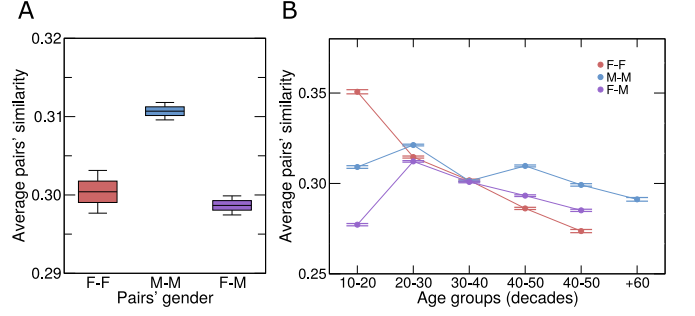 A
Average pairs' similarity
0.32
0.31
0.30
0.29
F-F M-M F-M
Pairs' gender
B
Average pairs' similarity
0.35
0.30
0.25
F-F
M-M
F-M
10-20 20-30 30-40 40-50 40-50 +60
Age groups (decades)